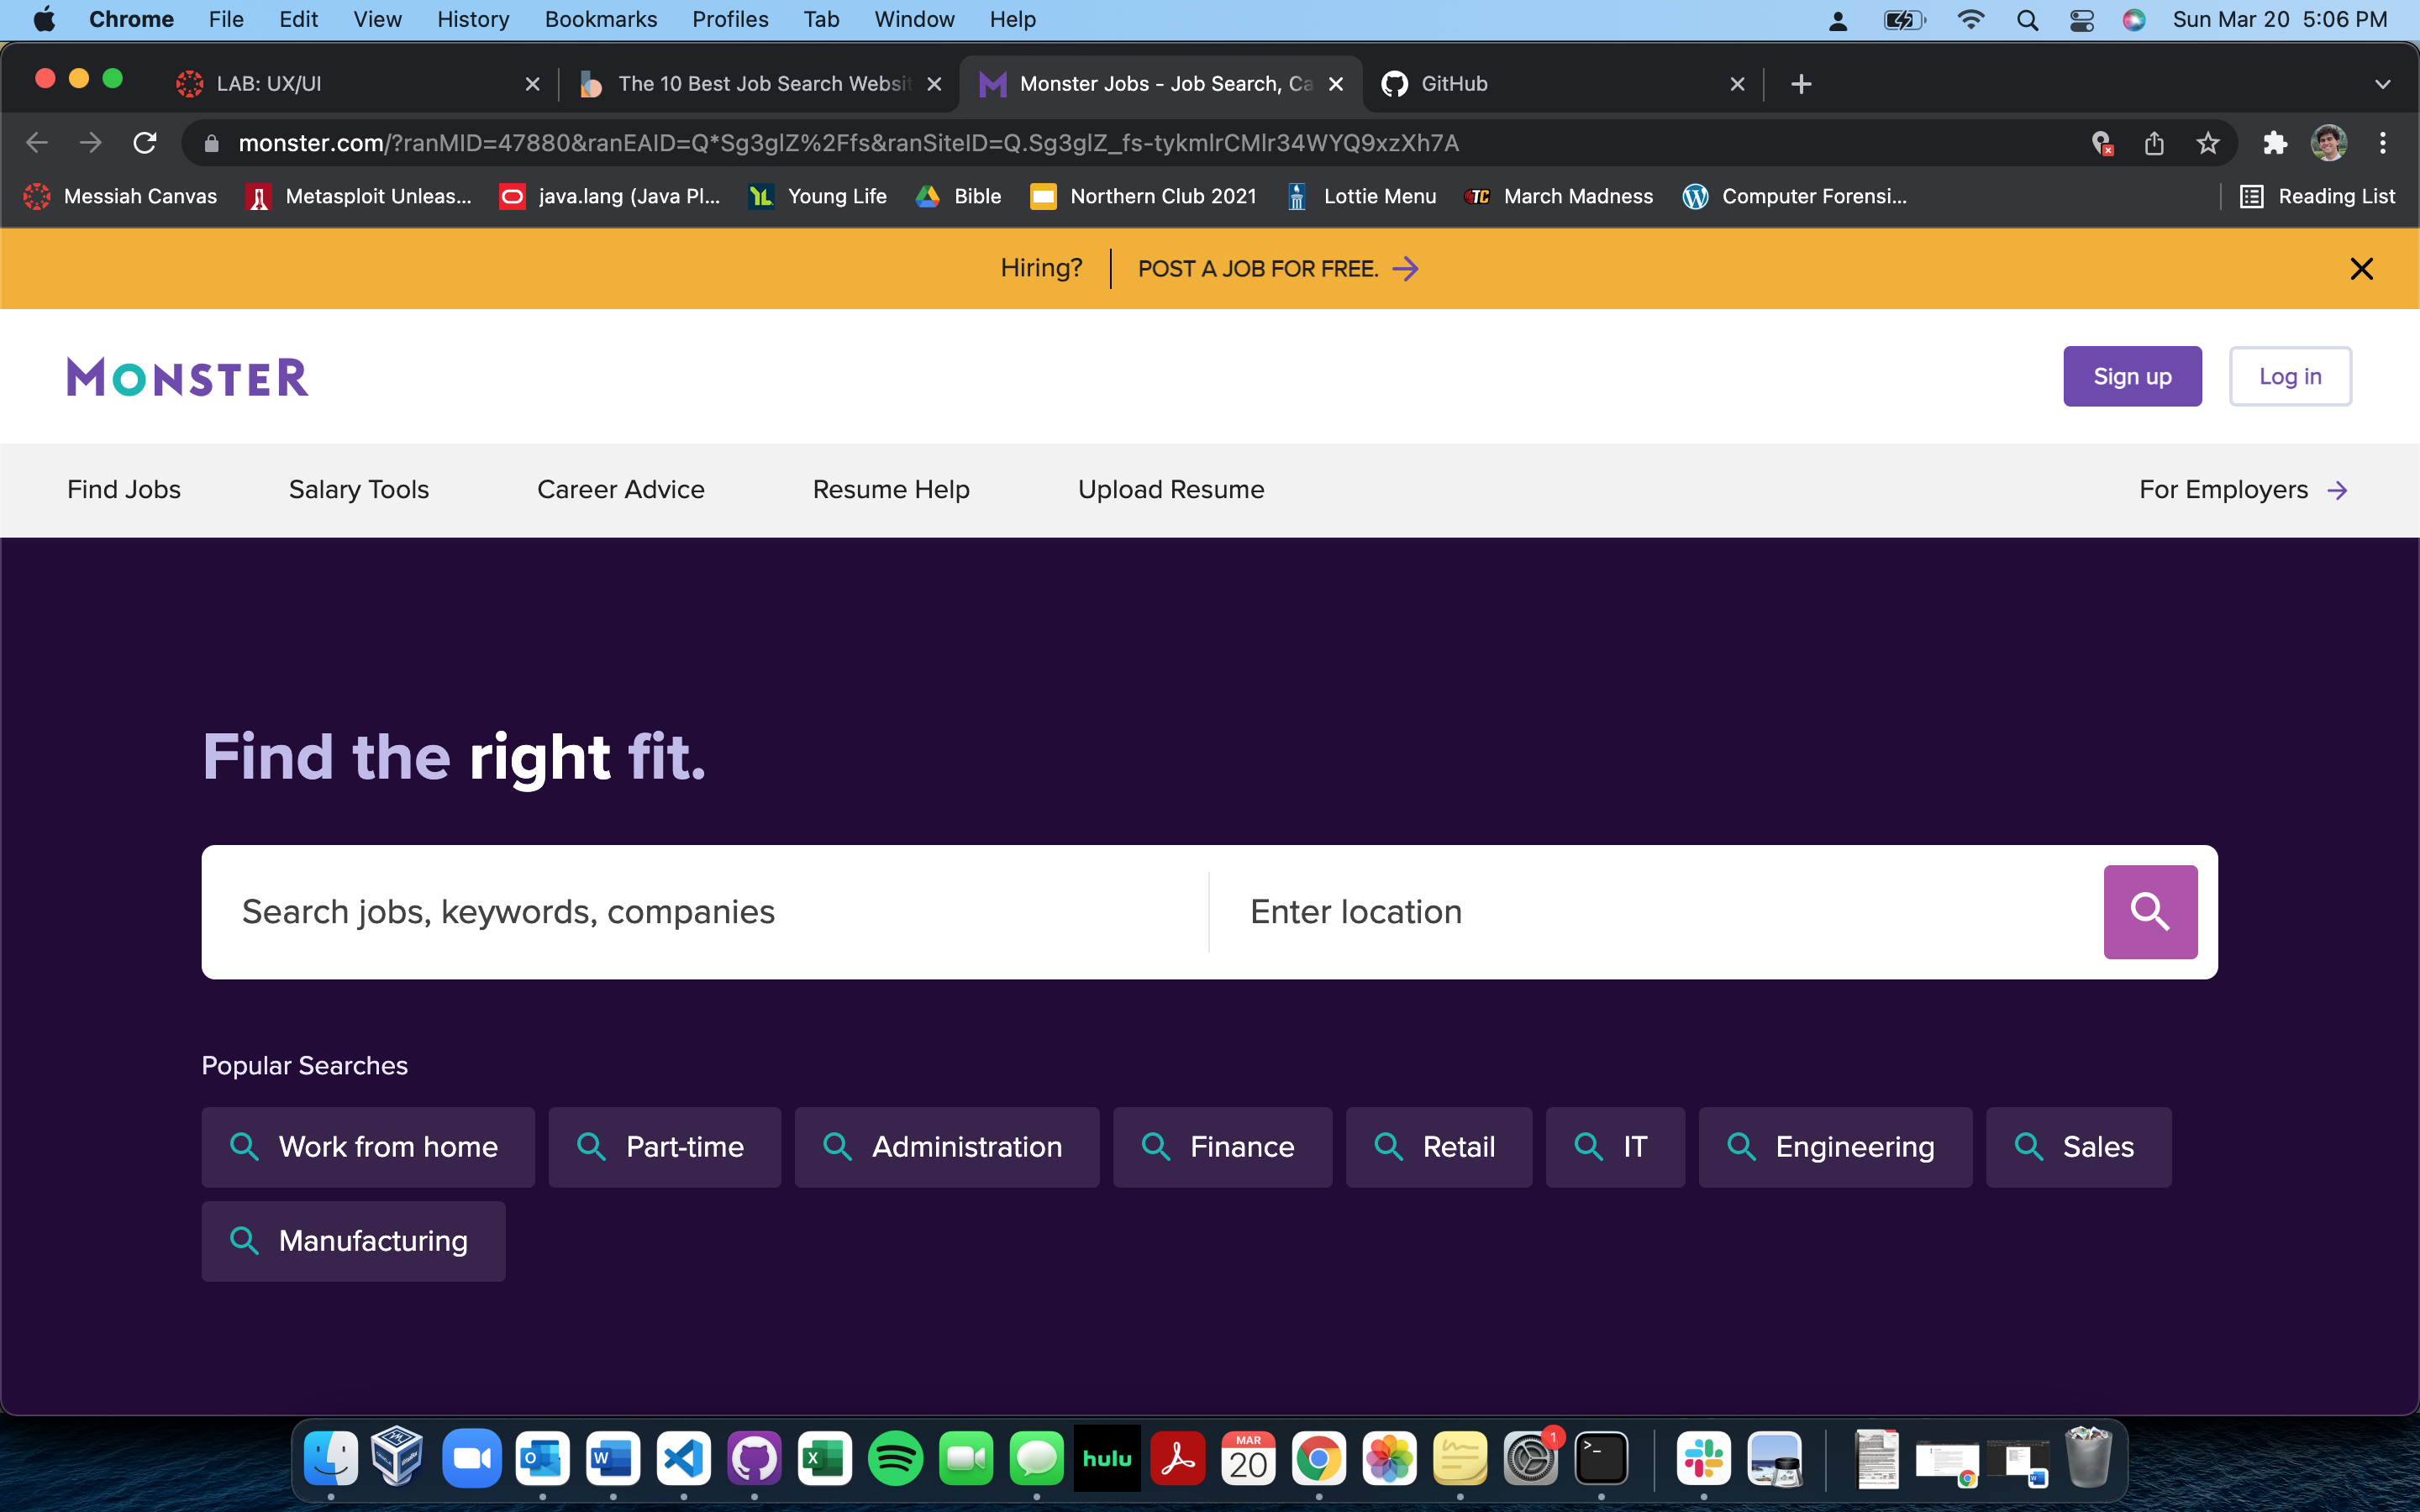 Chrome File Edit View History Bookmarks Profiles Tab Window Help Sun Mar 20 5:06 PM
LAB: UX/UI The 10 Best Job Search Websit Monster Jobs - Job Search, Ca GitHub
monster.com/?ranMID=47880&ranEAID=Q*Sg3glZ%2Ffs&ranSiteID=Q.Sg3glZ_fs-tykmlrCMlr34WYQ9xzXh7A
Messiah Canvas Metasploit Unleas... java.lang (Java Pl... YL Young Life Bible Northern Club 2021 Lottie Menu TC March Madness Computer Forensi... Reading List
Hiring? POST A JOB FOR FREE.
MONSTER Sign up Log in
Find Jobs Salary Tools Career Advice Resume Help Upload Resume For Employers
Find the right fit.
Search jobs, keywords, companies Enter location
Popular Searches
Work from home Part-time Administration Finance Retail IT Engineering Sales
Manufacturing
hulu MAR 20 1